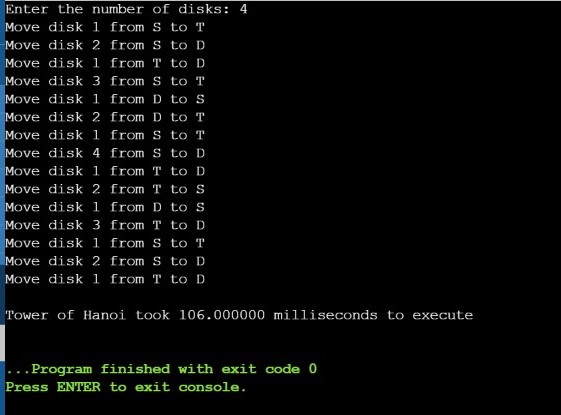 Enter the number of disks: 4
Move disk 1 from S to T
Move disk 2 from S to D
Move disk 1 from T to D
Move disk 3 from S to T
Move disk 1 from D to S
Move disk 2 from D to T
Move disk 1 from S to T
Move disk 4 from S to D
Move disk 1 from T to D
Move disk 2 from T to S
Move disk 1 from D to S
Move disk 3 from T to D
Move disk 1 from S to T
Move disk 2 from S to D
Move disk 1 from T to D
Tower of Hanoi took 106.000000 milliseconds to execute
...Program finished with exit code 0
Press ENTER to exit console.